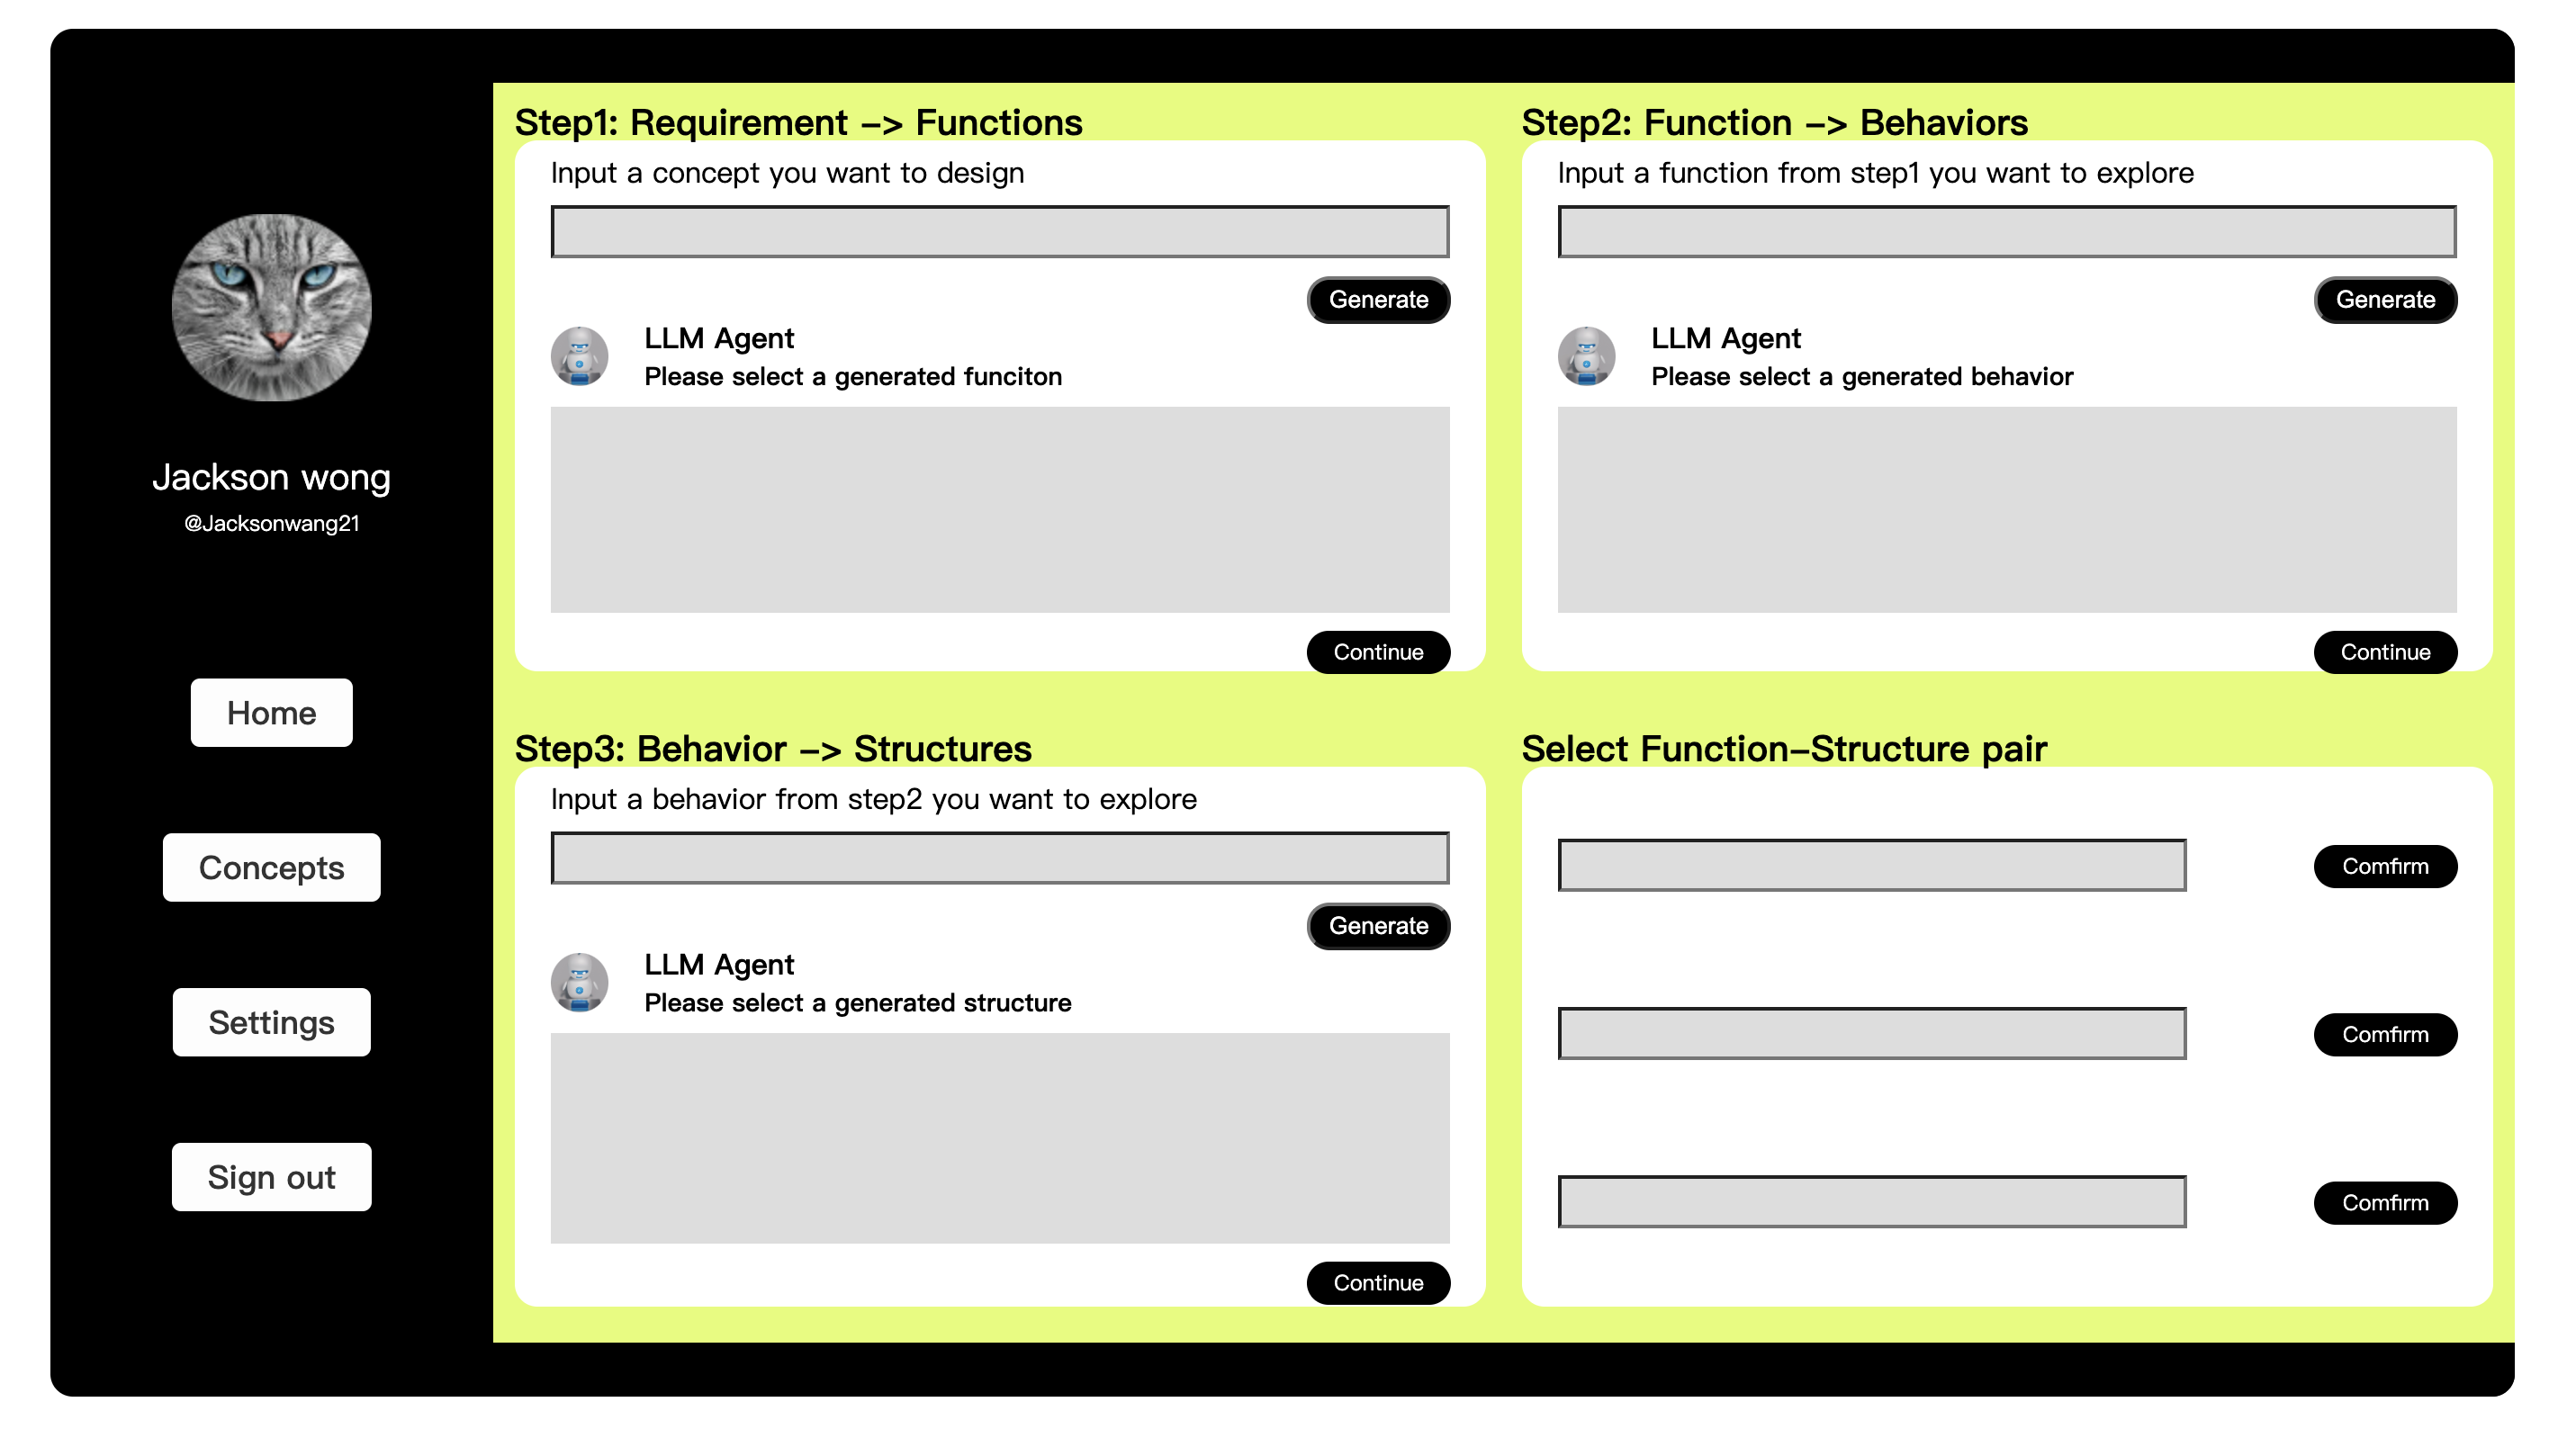 Jackson wong
@Jacksonwang21
Home
Concepts
Settings
Sign out
Step1: Requirement -> Functions
Input a concept you want to design
Generate
LLM Agent
Please select a generated funciton
Continue
Step2: Function -> Behaviors
Input a function from step1 you want to explore
Generate
LLM Agent
Please select a generated behavior
Continue
Step3: Behavior -> Structures
Input a behavior from step2 you want to explore
Generate
LLM Agent
Please select a generated structure
Continue
Select Function-Structure pair
Comfirm
Comfirm
Comfirm